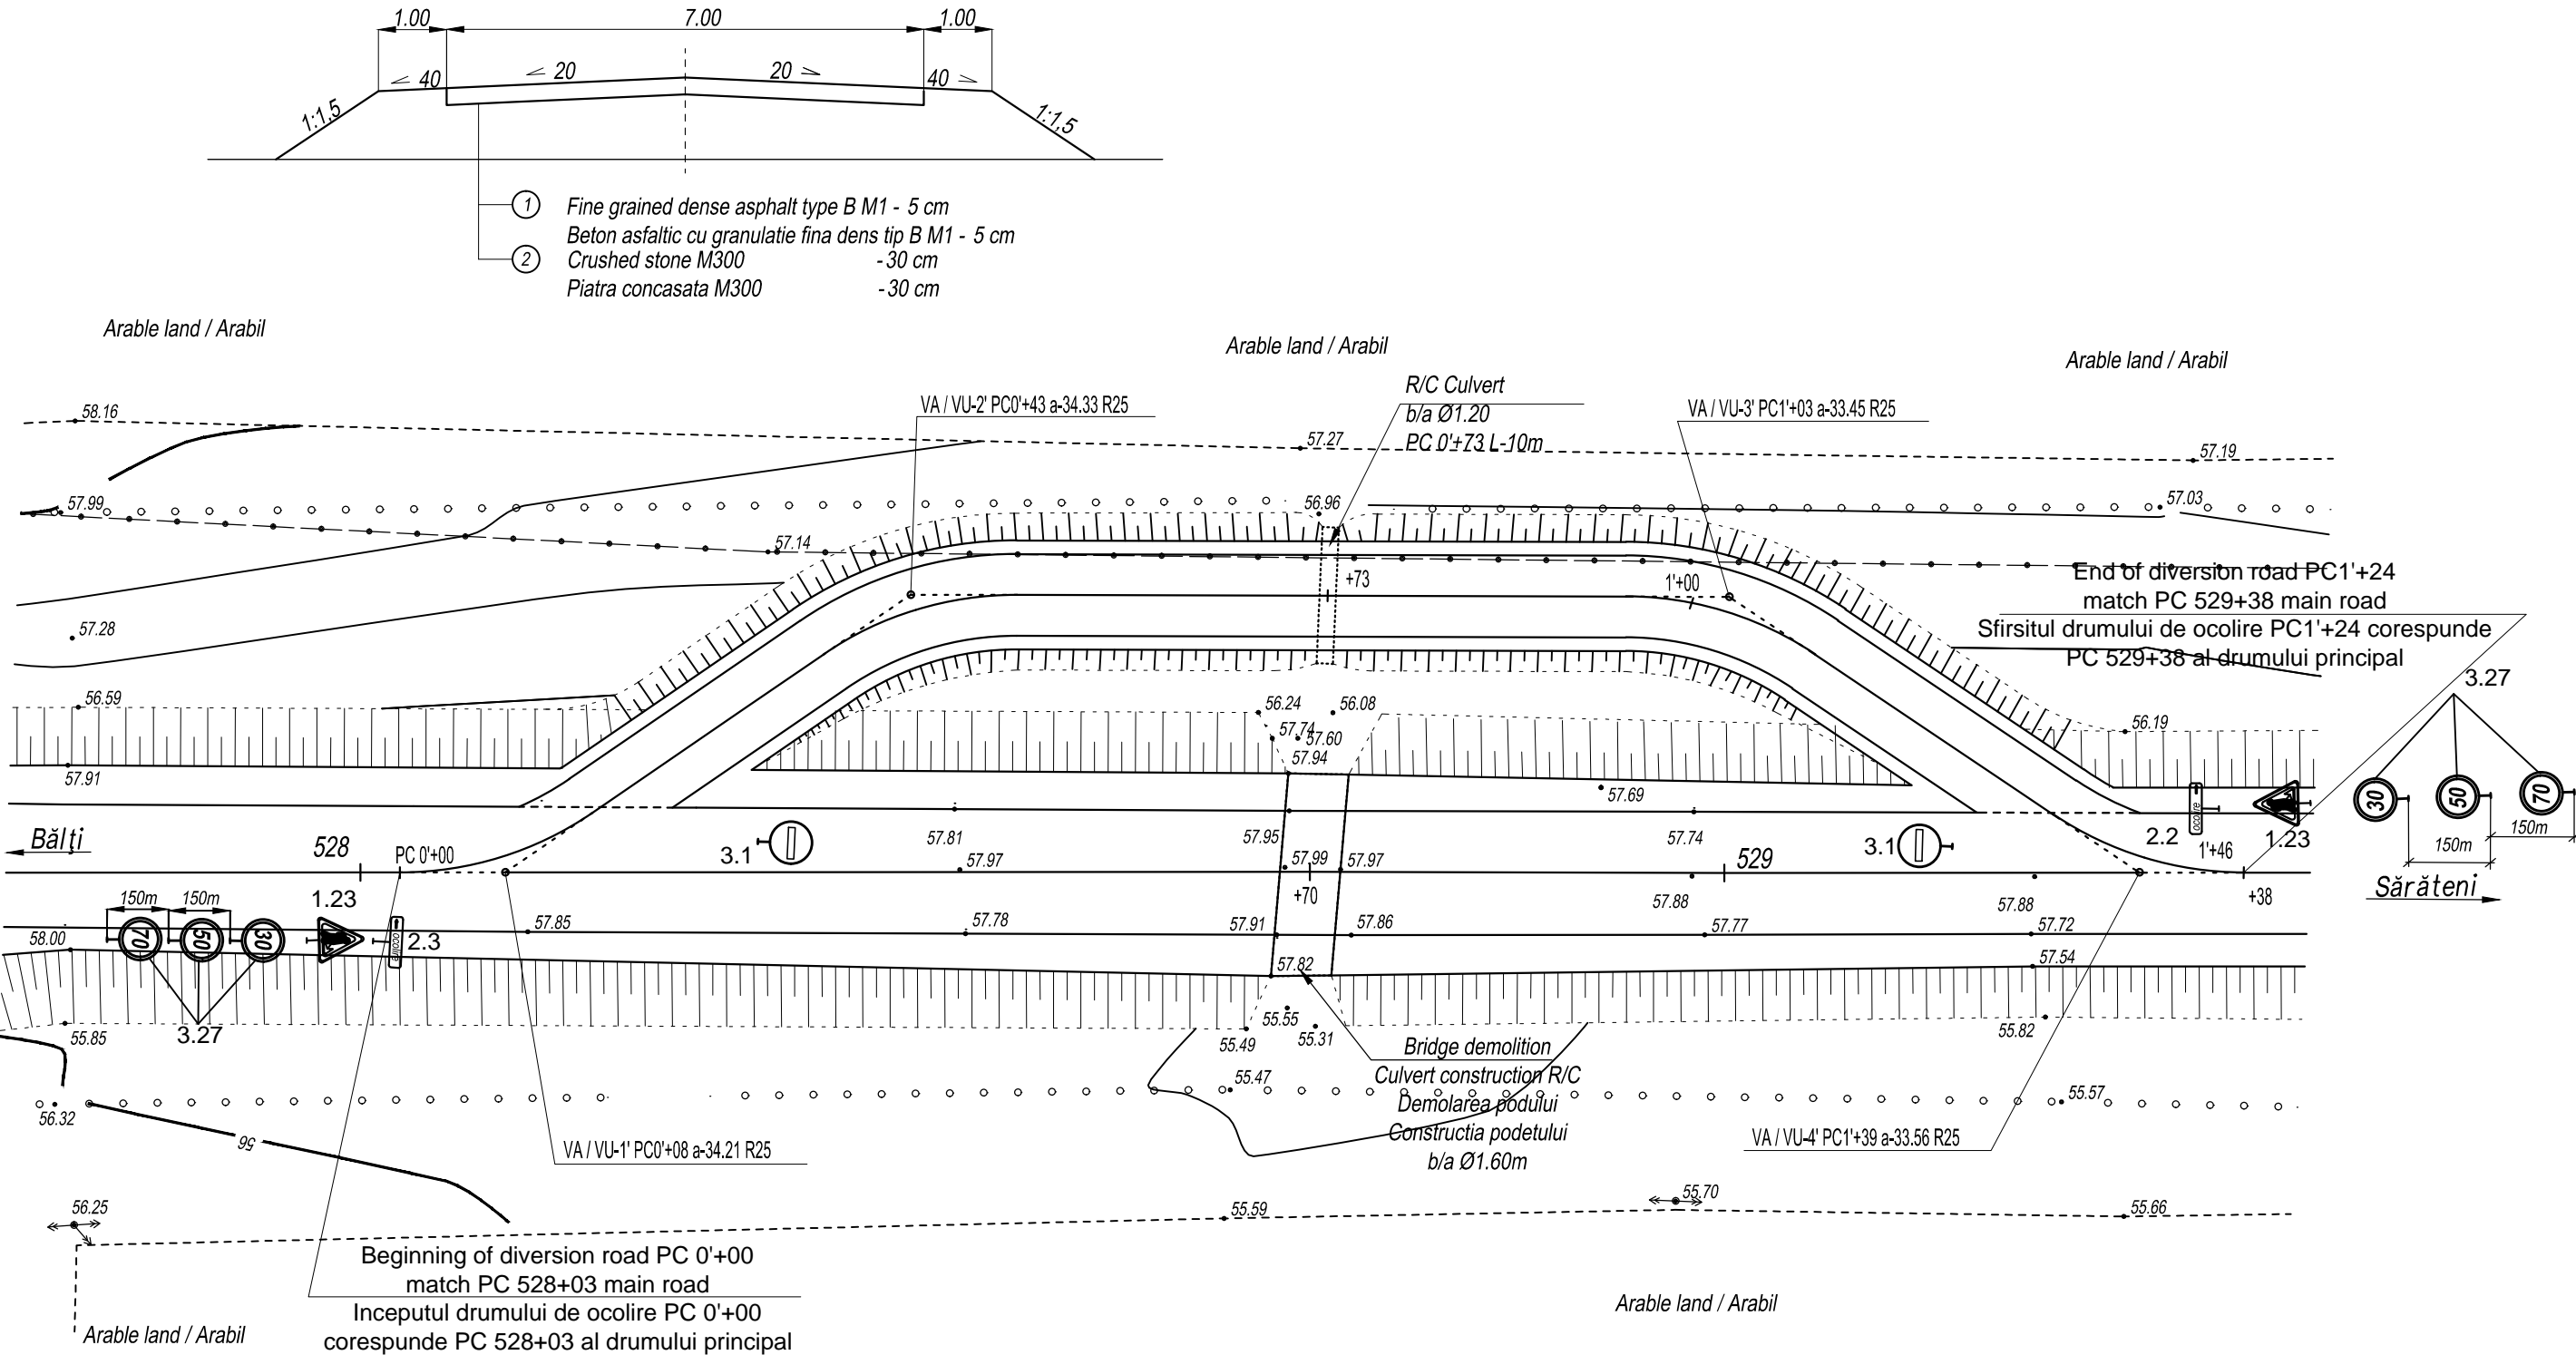 1.00 7.00 1.00
40 20 20 40
1:1,5 1:1,5
1 Fine grained dense asphalt type B M1 - 5 cm
Beton asfaltic cu granulatie fina dens tip B M1 - 5 cm
2 Crushed stone M300 - 30 cm
Piatra concasata M300 - 30 cm
Arable land / Arabil
Arable land / Arabil
Arable land / Arabil
R/C Culvert
b/a Ø1.20
PC 0'+73 L-10m
VA / VU-2' PC0'+43 a-34.33 R25
VA / VU-3' PC1'+03 a-33.45 R25
58.16
57.27
57.19
57.99
56.96
57.03
57.14
+73
1'+00
End of diversion road PC1'+24
match PC 529+38 main road
Sfirsitul drumului de ocolire PC1'+24 corespunde
PC 529+38 al drumului principal
57.28
3.27
56.59
56.24
56.08
56.19
57.74
57.60
57.94
57.91
57.69
30
50
70
150m
150m
Bălţi
528
PC 0'+00
3.1
57.81
57.95
57.74
3.1
2.2
ocolire
1'+46
1.23
57.97
57.99
57.97
529
+70
57.88
57.88
+38
Sărăteni
150m
150m
1.23
70
50
30
ocolire
2.3
58.00
57.85
57.78
57.91
57.86
57.77
57.72
57.82
57.54
3.27
55.85
55.55
55.49
55.31
55.82
Bridge demolition
Culvert construction R/C
Demolarea podului
Constructia podetului
b/a Ø1.60m
55.47
55.57
56.32
56
VA / VU-1' PC0'+08 a-34.21 R25
VA / VU-4' PC1'+39 a-33.56 R25
56.25
55.59
55.70
55.66
Beginning of diversion road PC 0'+00
match PC 528+03 main road
Inceputul drumului de ocolire PC 0'+00
corespunde PC 528+03 al drumului principal
Arable land / Arabil
Arable land / Arabil